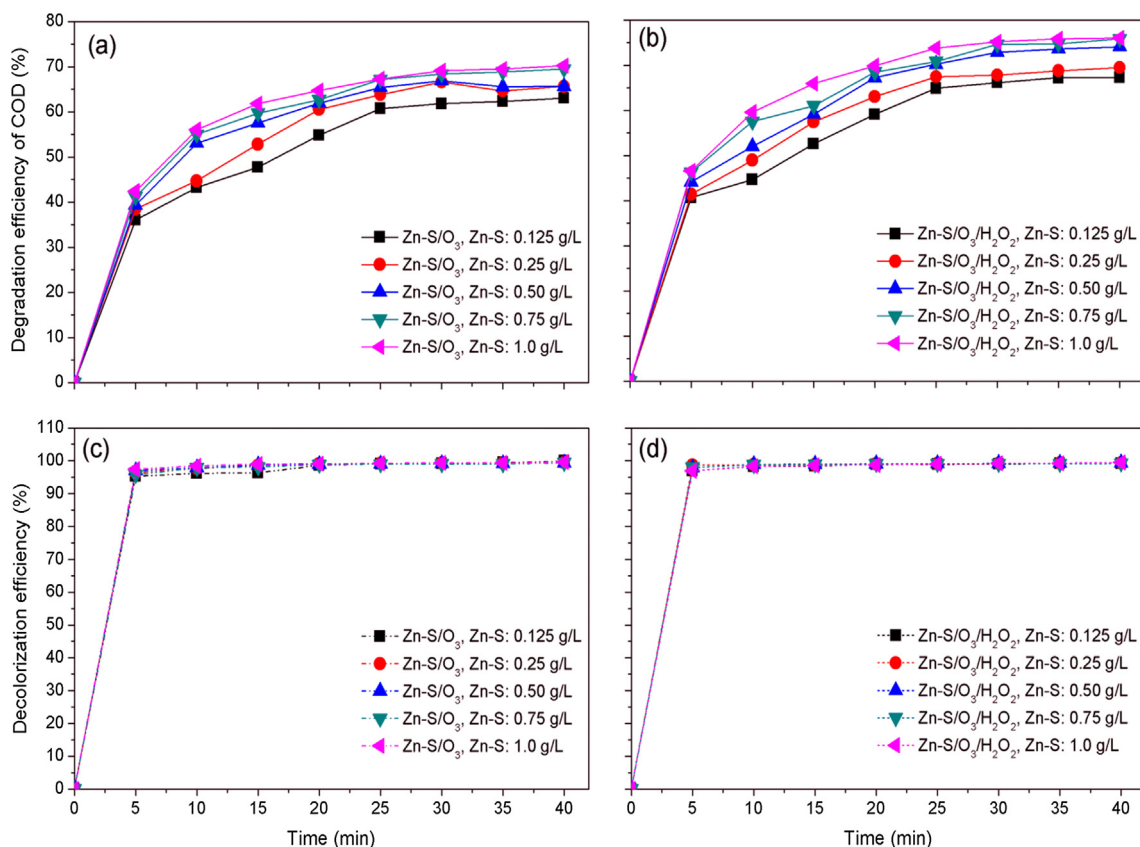 (a)
Degradation efficiency of COD (%)
80
70
60
50
40
30
20
10
0
Zn-S/O3, Zn-S: 0.125 g/L
Zn-S/O3, Zn-S: 0.25 g/L
Zn-S/O3, Zn-S: 0.50 g/L
Zn-S/O3, Zn-S: 0.75 g/L
Zn-S/O3, Zn-S: 1.0 g/L
(b)
Zn-S/O3/H2O2, Zn-S: 0.125 g/L
Zn-S/O3/H2O2, Zn-S: 0.25 g/L
Zn-S/O3/H2O2, Zn-S: 0.50 g/L
Zn-S/O3/H2O2, Zn-S: 0.75 g/L
Zn-S/O3/H2O2, Zn-S: 1.0 g/L
(c)
Decolorization efficiency (%)
110
100
90
80
70
60
50
40
30
20
10
0
Zn-S/O3, Zn-S: 0.125 g/L
Zn-S/O3, Zn-S: 0.25 g/L
Zn-S/O3, Zn-S: 0.50 g/L
Zn-S/O3, Zn-S: 0.75 g/L
Zn-S/O3, Zn-S: 1.0 g/L
0 5 10 15 20 25 30 35 40
Time (min)
(d)
Zn-S/O3/H2O2, Zn-S: 0.125 g/L
Zn-S/O3/H2O2, Zn-S: 0.25 g/L
Zn-S/O3/H2O2, Zn-S: 0.50 g/L
Zn-S/O3/H2O2, Zn-S: 0.75 g/L
Zn-S/O3/H2O2, Zn-S: 1.0 g/L
0 5 10 15 20 25 30 35 40
Time (min)